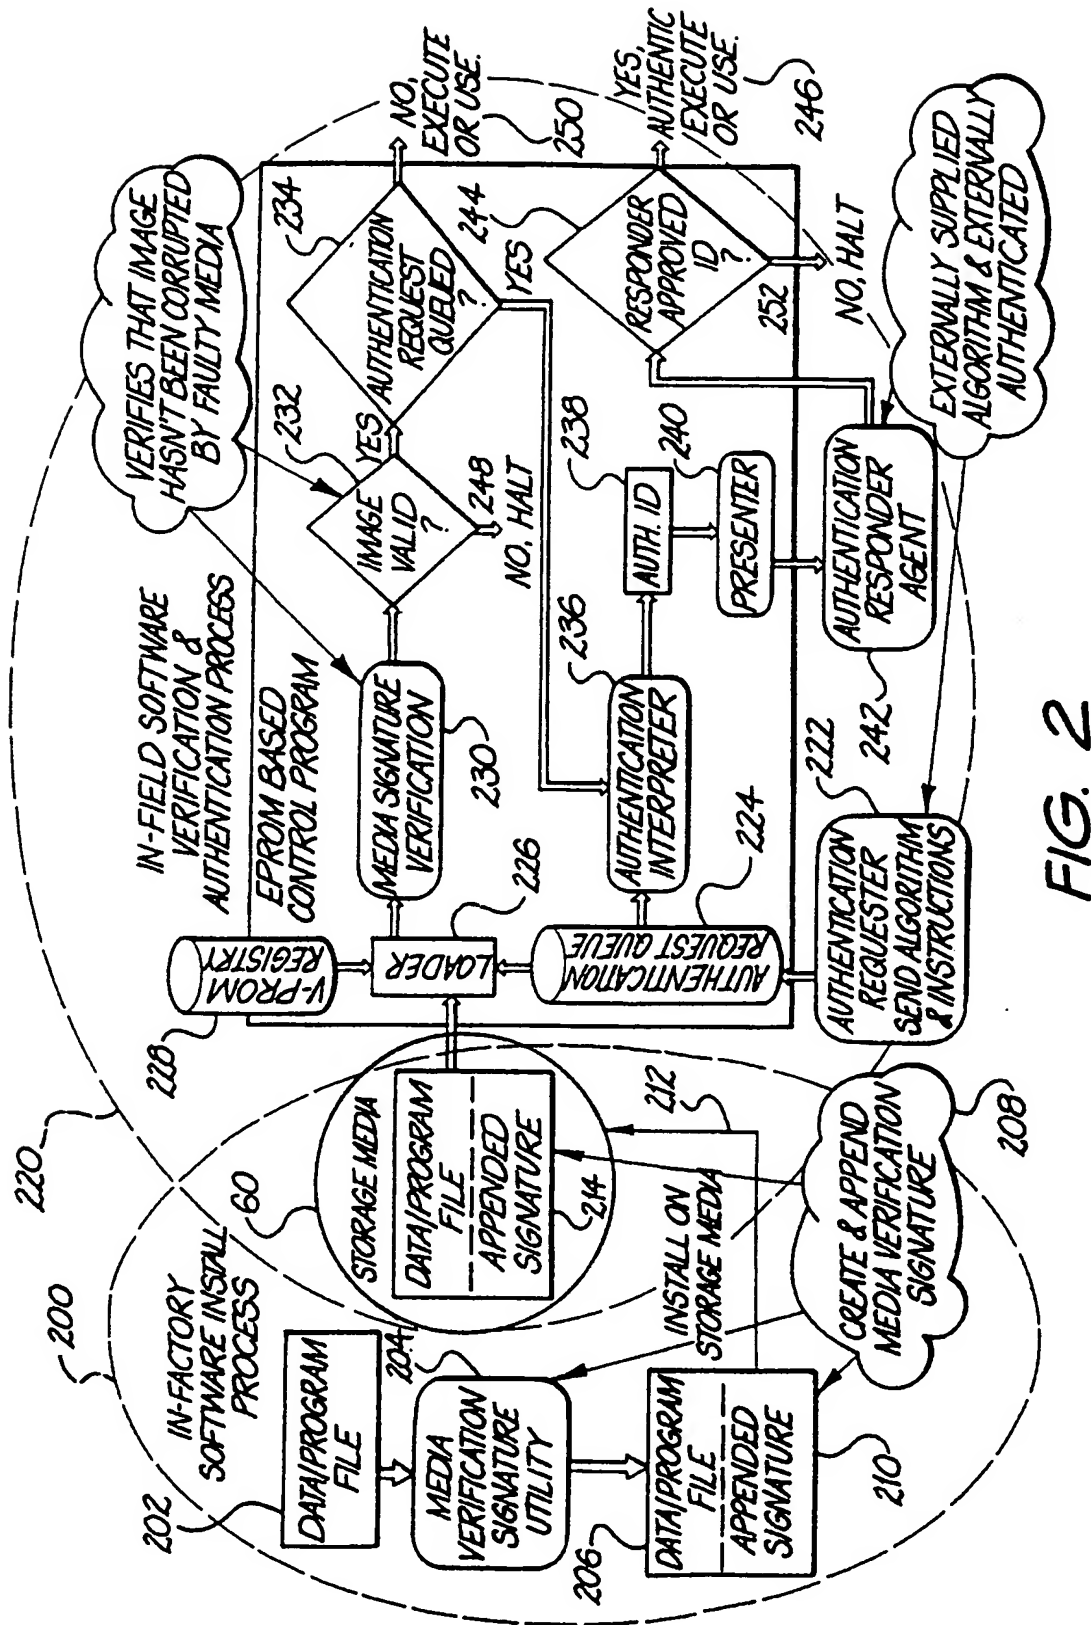 200
IN-FACTORY
SOFTWARE INSTALL
PROCESS
202
DATA/PROGRAM
FILE
204
MEDIA
VERIFICATION
SIGNATURE
UTILITY
206
DATA/PROGRAM
FILE
APPENDED
SIGNATURE
210
INSTALL ON
STORAGE MEDIA
212
CREATE & APPEND
MEDIA VERIFICATION
SIGNATURE
208
60
STORAGE MEDIA
DATA/PROGRAM
FILE
APPENDED
SIGNATURE
214
220
IN-FIELD SOFTWARE
VERIFICATION &
AUTHENTICATION PROCESS
EPROM BASED
CONTROL PROGRAM
228
V-PROM
REGISTRY
LOADER
226
AUTHENTICATION
REQUEST QUEUE
224
MEDIA SIGNATURE
VERIFICATION
230
VERIFIES THAT IMAGE
HASN'T BEEN CORRUPTED
BY FAULTY MEDIA
232
IMAGE
VALID
?
YES
248
NO, HALT
234
AUTHENTICATION
REQUEST
QUEUED
?
YES
NO,
EXECUTE
OR USE.
250
AUTHENTICATION
INTERPRETER
236
AUTH. ID
238
PRESENTER
240
244
RESPONDER
APPROVED
ID
?
YES,
AUTHENTIC
(EXECUTE
OR USE.
246
252
NO, HALT
AUTHENTICATION
RESPONDER
AGENT
242
AUTHENTICATION
REQUESTER
SEND ALGORITHM
& INSTRUCTIONS
222
EXTERNALLY SUPPLIED
ALGORITHM & EXTERNALLY
AUTHENTICATED
FIG. 2